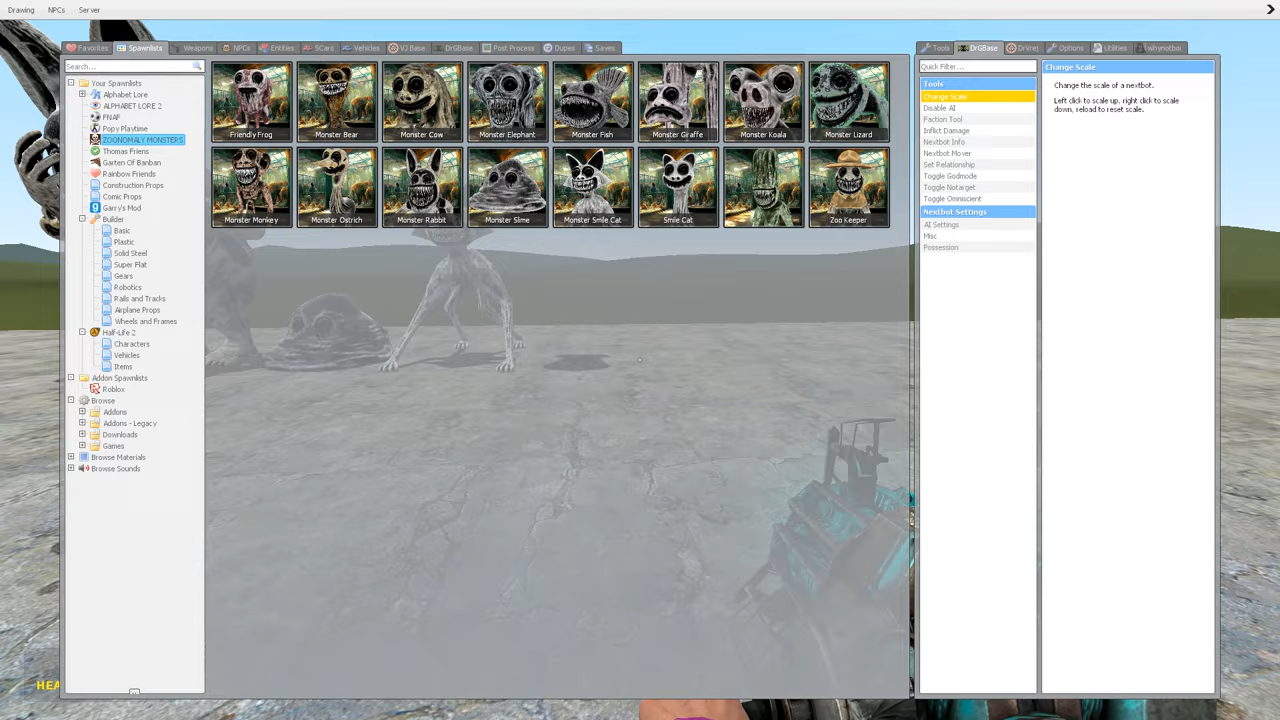 Drawing NPCs Server
Favorites Spawnlists Weapons NPCs Entities SCars Vehicles VJ Base DrGBase Post Process Dupes Saves
Tools DrGBase Options Utilities whynotboi
Search...
Your Spawnlists
Alphabet Lore
ALPHABET LORE 2
FNAF
Popy Playtime
ZOONOMALY MONSTERS
Thomas Friens
Garten Of Banban
Rainbow Friends
Construction Props
Comic Props
Garry's Mod
Builder
Basic
Plastic
Solid Steel
Super Flat
Gears
Robotics
Rails and Tracks
Airplane Props
Wheels and Frames
Half-Life 2
Characters
Vehicles
Items
Addon Spawnlists
Roblox
Browse
Addons
Addons - Legacy
Downloads
Games
Browse Materials
Browse Sounds
Friendly Frog Monster Bear Monster Cow Monster Elephant Monster Fish Monster Giraffe Monster Koala Monster Lizard
Monster Monkey Monster Ostrich Monster Rabbit Monster Slime Monster Smile Cat Smile Cat Zoo Keeper
Quick Filter...
Tools
Change Scale
Disable AI
Faction Tool
Inflict Damage
Nextbot Info
Nextbot Mover
Set Relationship
Toggle Godmode
Toggle Notarget
Toggle Omniscient
Nextbot Settings
AI Settings
Misc
Possession
Change Scale
Change the scale of a nextbot.
Left click to scale up, right click to scale
down, reload to reset scale.
HEA